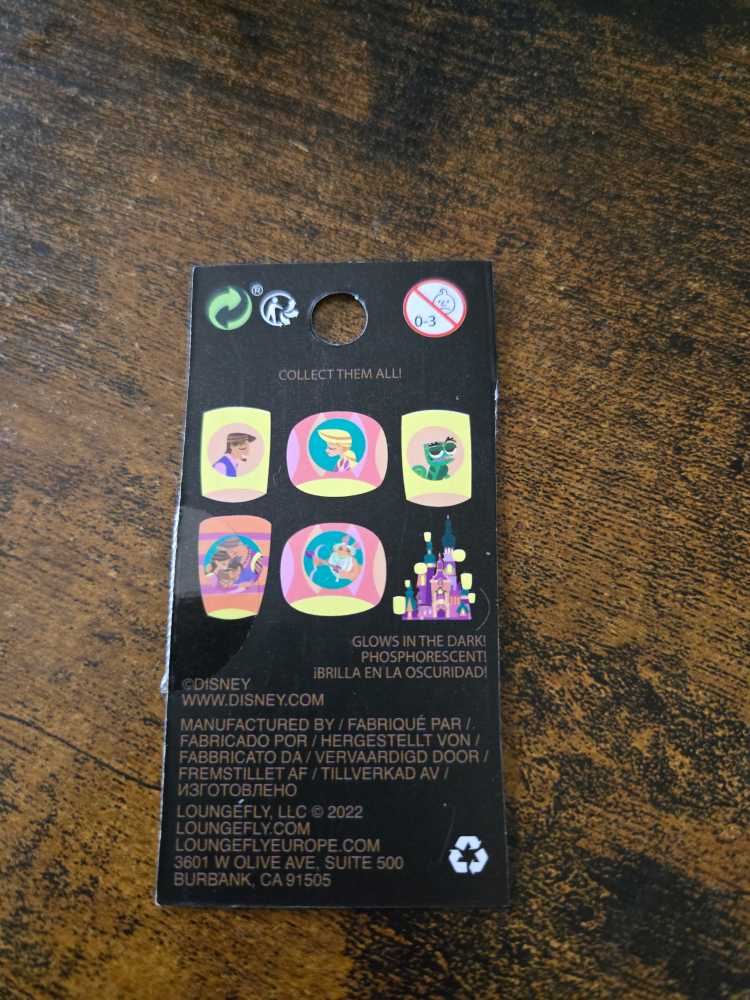 ®
0-3
COLLECT THEM ALL!
GLOWS IN THE DARK!
PHOSPHORESCENT!
¡BRILLA EN LA OSCURIDAD!
©DISNEY
WWW.DISNEY.COM
MANUFACTURED BY / FABRIQUÉ PAR /
FABRICADO POR / HERGESTELLT VON /
FABBRICATO DA / VERVAARDIGD DOOR /
FREMSTILLET AF / TILLVERKAD AV /
ИЗГОТОВЛЕНО
LOUNGEFLY, LLC © 2022
LOUNGEFLY.COM
LOUNGEFLYEUROPE.COM
3601 W OLIVE AVE, SUITE 500
BURBANK, CA 91505